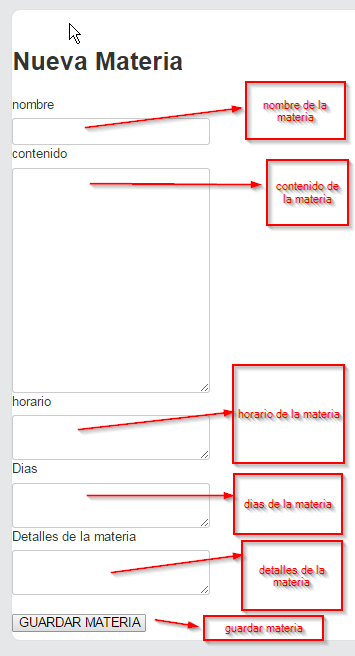 Nueva Materia
nombre
nombre de la
materia
contenido
contenido de
la materia
horario
horario de la materia
Dias
dias de la materia
Detalles de la materia
detalles de la
materia
GUARDAR MATERIA
guardar materia